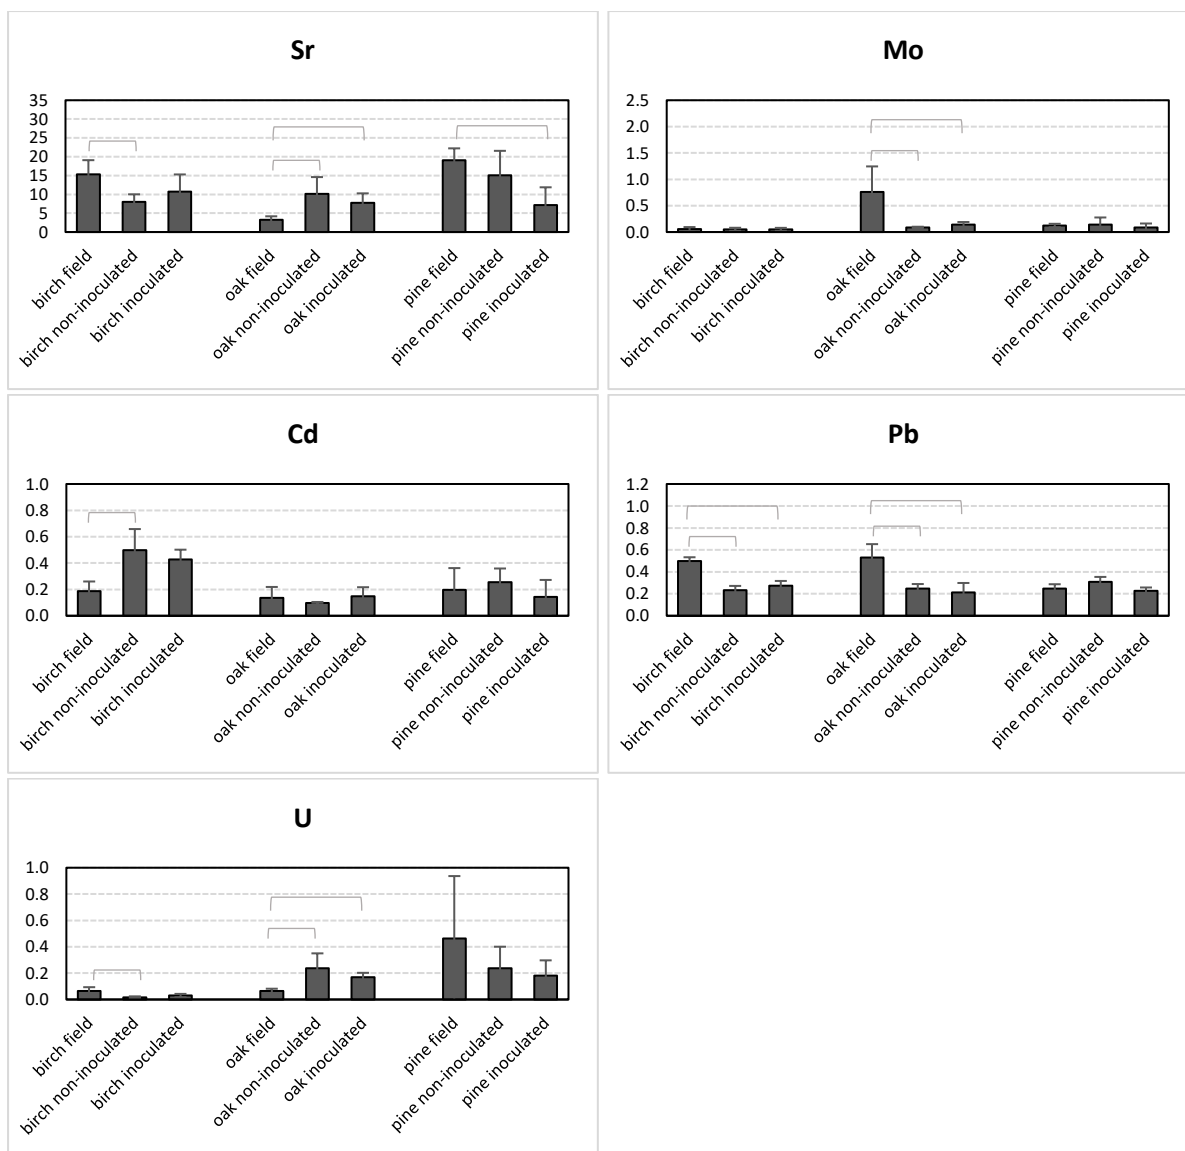 Sr
35
30
25
20
15
10
5
0
birch field
birch non-inoculated
birch inoculated
oak field
oak non-inoculated
oak inoculated
pine field
pine non-inoculated
pine inoculated
Mo
2.5
2.0
1.5
1.0
0.5
0.0
birch field
birch non-inoculated
birch inoculated
oak field
oak non-inoculated
oak inoculated
pine field
pine non-inoculated
pine inoculated
Cd
1.0
0.8
0.6
0.4
0.2
0.0
birch field
birch non-inoculated
birch inoculated
oak field
oak non-inoculated
oak inoculated
pine field
pine non-inoculated
pine inoculated
Pb
1.2
1.0
0.8
0.6
0.4
0.2
0.0
birch field
birch non-inoculated
birch inoculated
oak field
oak non-inoculated
oak inoculated
pine field
pine non-inoculated
pine inoculated
U
1.0
0.8
0.6
0.4
0.2
0.0
birch field
birch non-inoculated
birch inoculated
oak field
oak non-inoculated
oak inoculated
pine field
pine non-inoculated
pine inoculated